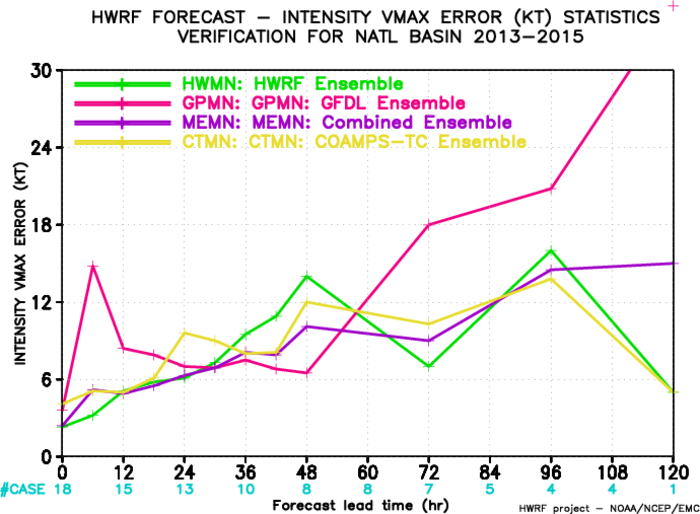 HWRF FORECAST – INTENSITY VMAX ERROR (KT) STATISTICS
VERIFICATION FOR NATL BASIN 2013–2015
HWMN: HWRF Ensemble
GPMN: GPMN: GFDL Ensemble
MEMN: MEMN: Combined Ensemble
CTMN: CTMN: COAMPS–TC Ensemble
INTENSITY VMAX ERROR (KT)
30
24
18
12
6
0
0 12 24 36 48 60 72 84 96 108 120
#CASE 18 15 13 10 8 8 7 5 4 4 1
Forecast lead time (hr)
HWRF project – NOAA/NCEP/EMC